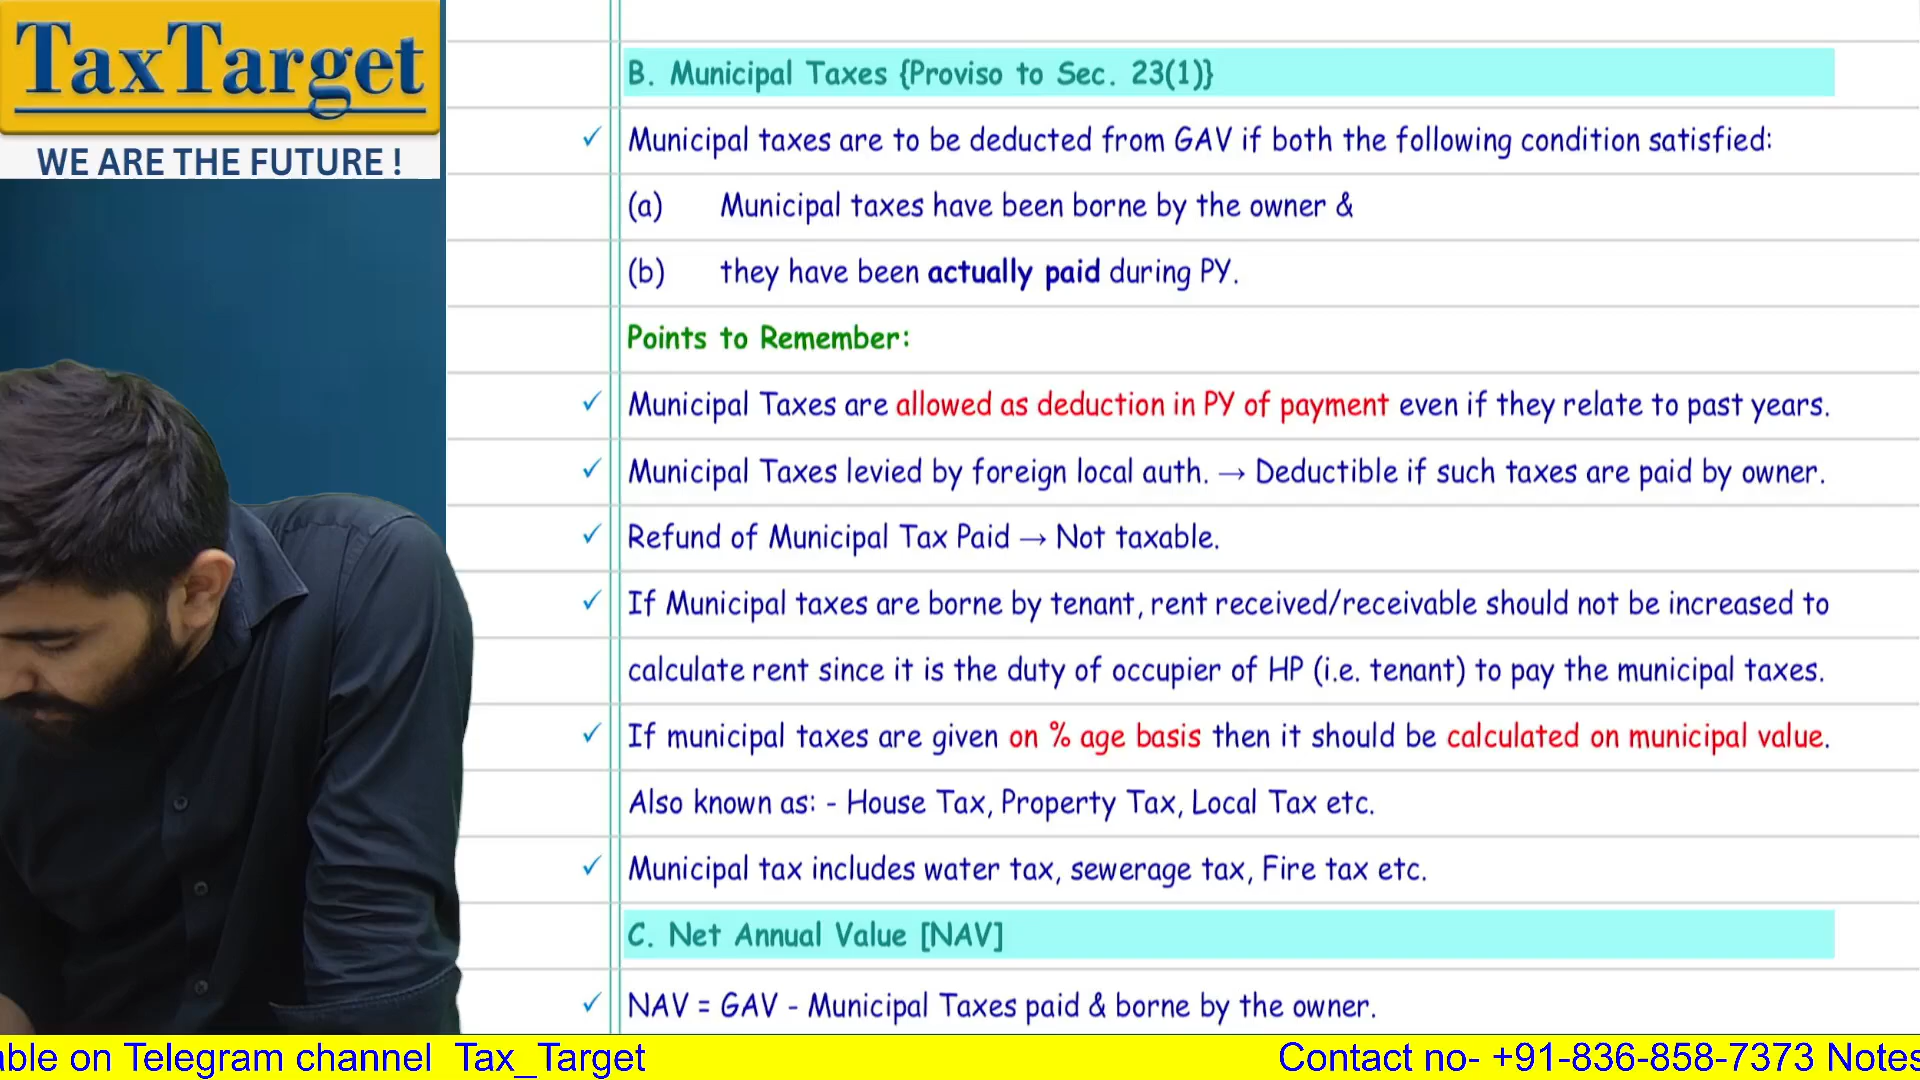 TaxTarget
WE ARE THE FUTURE !
B. Municipal Taxes {Proviso to Sec. 23(1)}
✓ Municipal taxes are to be deducted from GAV if both the following condition satisfied:
(a) Municipal taxes have been borne by the owner &
(b) they have been actually paid during PY.
Points to Remember:
✓ Municipal Taxes are allowed as deduction in PY of payment even if they relate to past years.
✓ Municipal Taxes levied by foreign local auth. → Deductible if such taxes are paid by owner.
✓ Refund of Municipal Tax Paid → Not taxable.
✓ If Municipal taxes are borne by tenant, rent received/receivable should not be increased to
calculate rent since it is the duty of occupier of HP (i.e. tenant) to pay the municipal taxes.
✓ If municipal taxes are given on % age basis then it should be calculated on municipal value.
Also known as: - House Tax, Property Tax, Local Tax etc.
✓ Municipal tax includes water tax, sewerage tax, Fire tax etc.
C. Net Annual Value [NAV]
✓ NAV = GAV - Municipal Taxes paid & borne by the owner.
able on Telegram channel Tax_Target Contact no- +91-836-858-7373 Notes